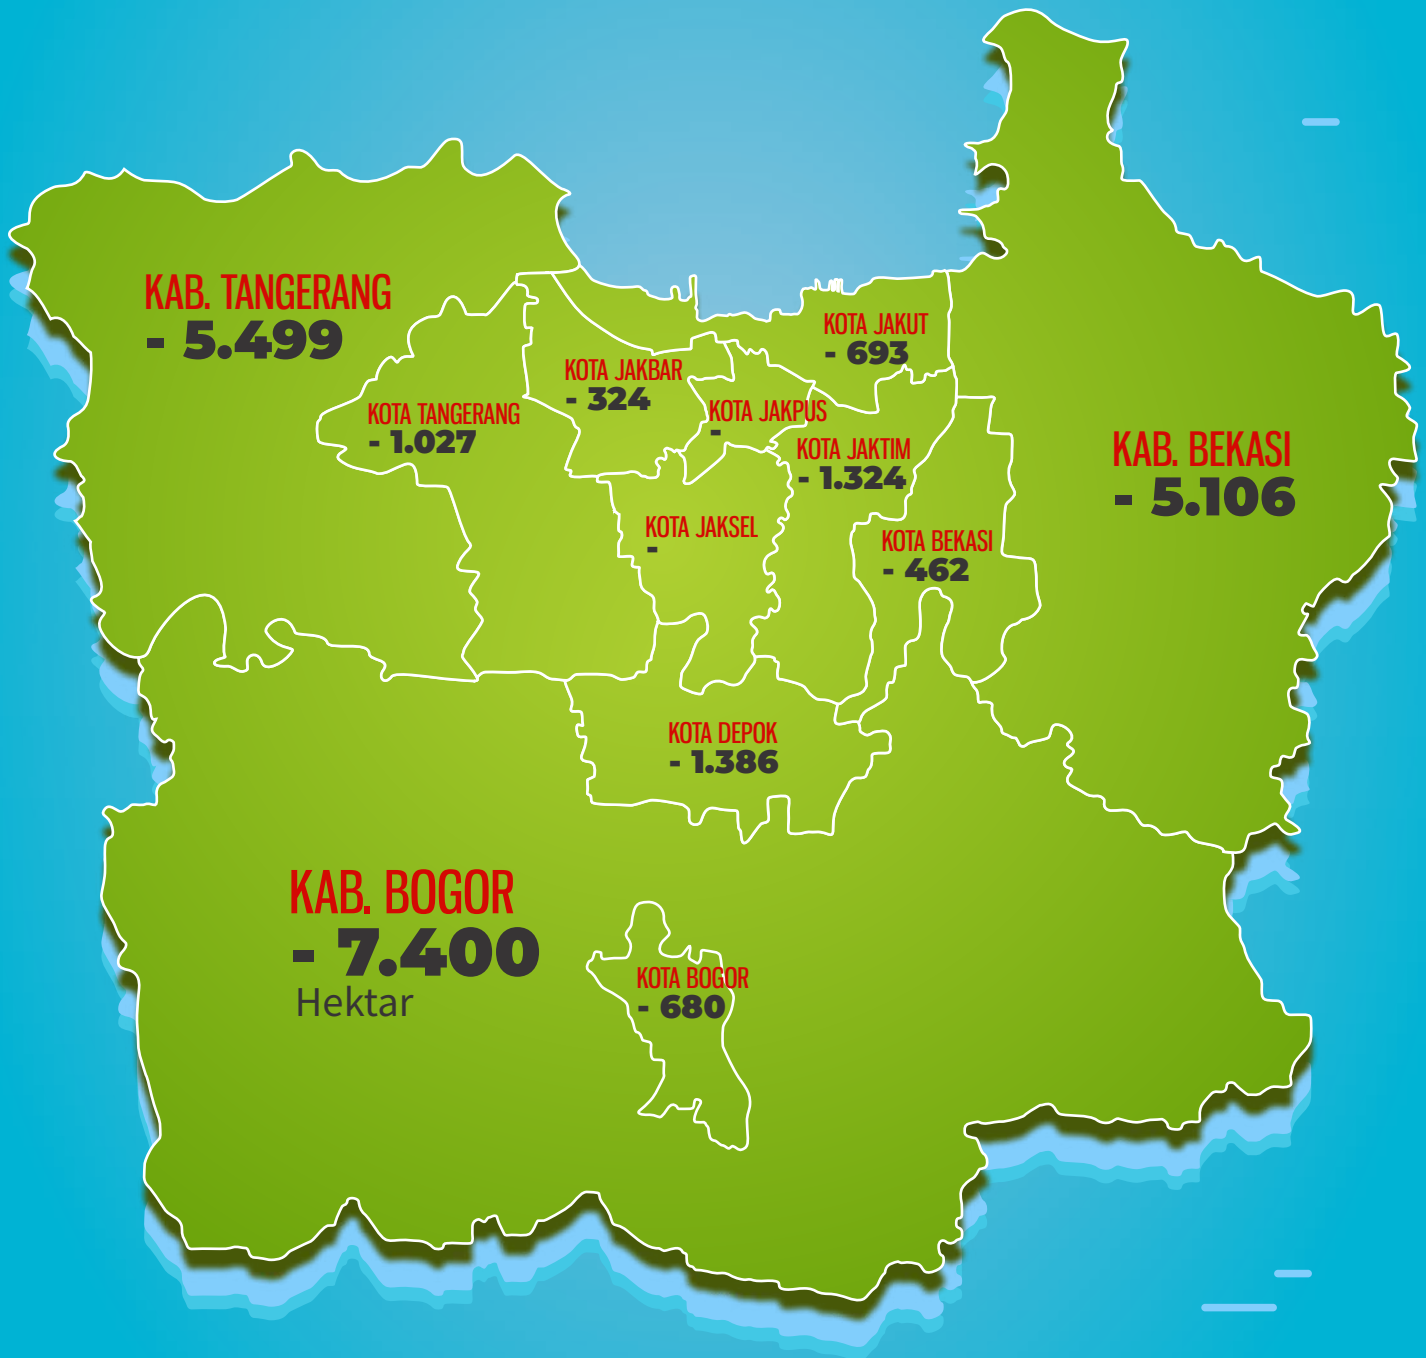 KAB. TANGERANG
- 5.499
KOTA TANGERANG
- 1.027
KOTA JAKBAR
- 324
KOTA JAKUT
- 693
KOTA JAKPUS
-
KOTA JAKTIM
- 1.324
KOTA JAKSEL
-
KOTA BEKASI
- 462
KAB. BEKASI
- 5.106
KOTA DEPOK
- 1.386
KAB. BOGOR
- 7.400
Hektar
KOTA BOGOR
- 680